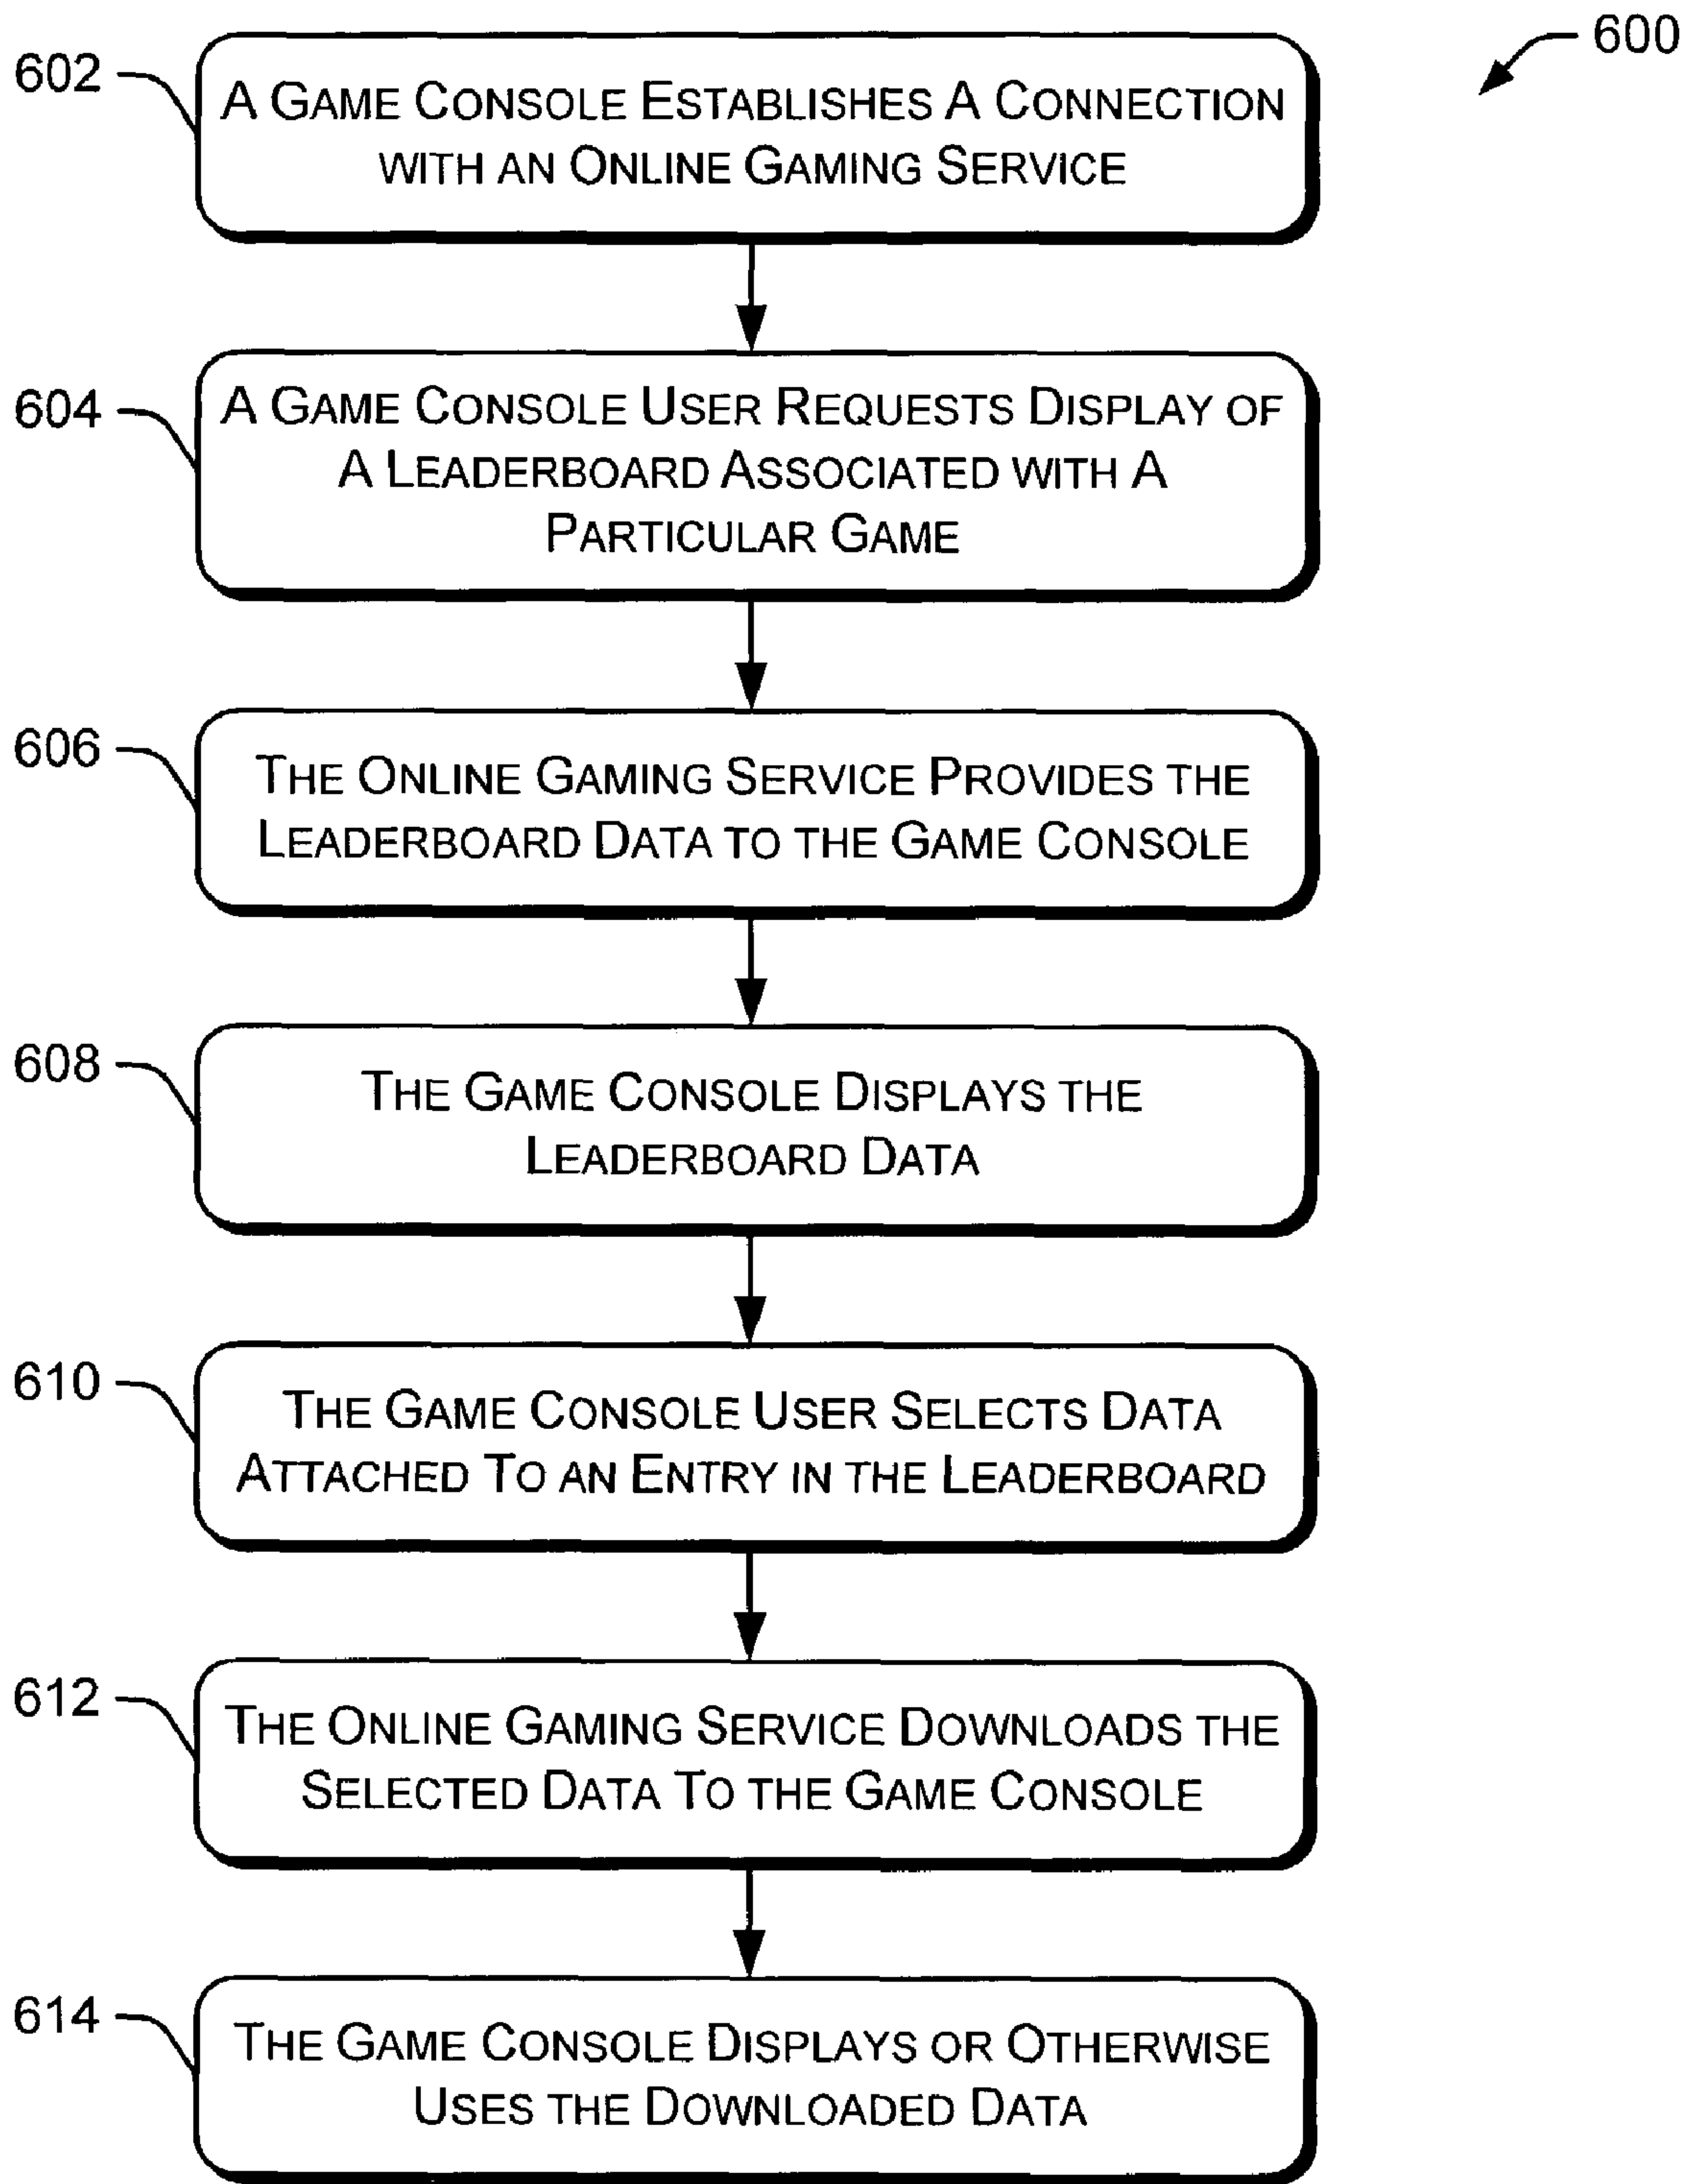 600
602
A GAME CONSOLE ESTABLISHES A CONNECTION
WITH AN ONLINE GAMING SERVICE
604
A GAME CONSOLE USER REQUESTS DISPLAY OF
A LEADERBOARD ASSOCIATED WITH A
PARTICULAR GAME
606
THE ONLINE GAMING SERVICE PROVIDES THE
LEADERBOARD DATA TO THE GAME CONSOLE
608
THE GAME CONSOLE DISPLAYS THE
LEADERBOARD DATA
610
THE GAME CONSOLE USER SELECTS DATA
ATTACHED TO AN ENTRY IN THE LEADERBOARD
612
THE ONLINE GAMING SERVICE DOWNLOADS THE
SELECTED DATA TO THE GAME CONSOLE
614
THE GAME CONSOLE DISPLAYS OR OTHERWISE
USES THE DOWNLOADED DATA